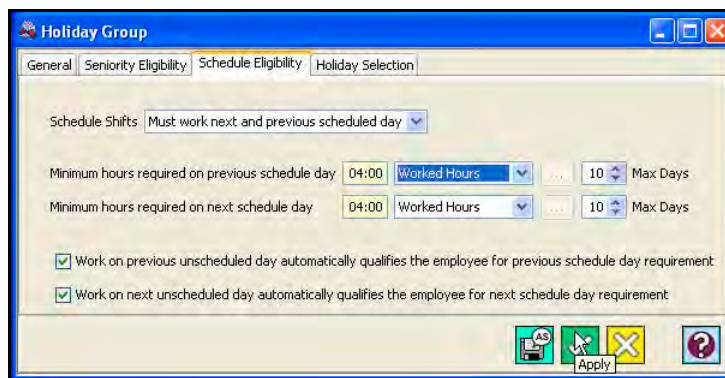 Holiday Group
General Seniority Eligibility Schedule Eligibility Holiday Selection
Schedule Shifts Must work next and previous scheduled day
Minimum hours required on previous schedule day 04:00 Worked Hours ... 10 Max Days
Minimum hours required on next schedule day 04:00 Worked Hours ... 10 Max Days
Work on previous unscheduled day automatically qualifies the employee for previous schedule day requirement
Work on next unscheduled day automatically qualifies the employee for next schedule day requirement
AS
?
Apply